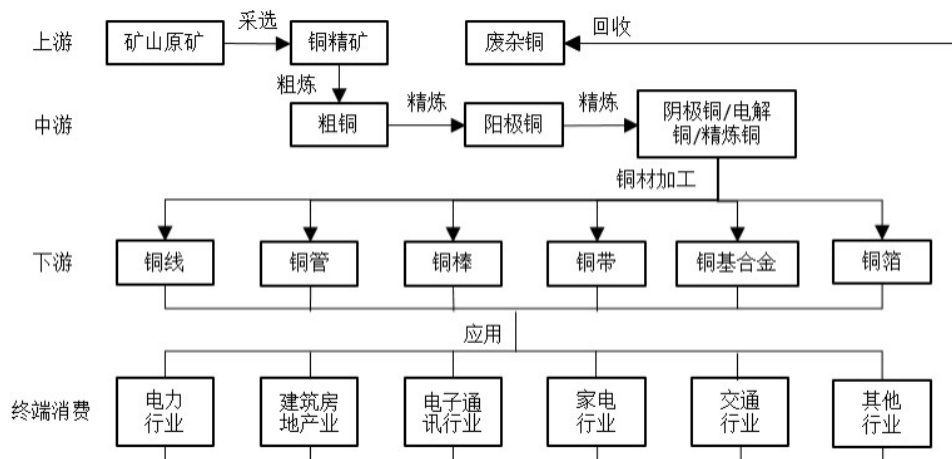 上游
矿山原矿
采选
铜精矿
废杂铜
回收
粗炼
中游
粗铜
精炼
阳极铜
精炼
阴极铜/电解
铜/精炼铜
铜材加工
下游
铜线
铜管
铜棒
铜带
铜基合金
铜箔
应用
终端消费
电力
行业
建筑房
地产业
电子通
讯行业
家电
行业
交通
行业
其他
行业